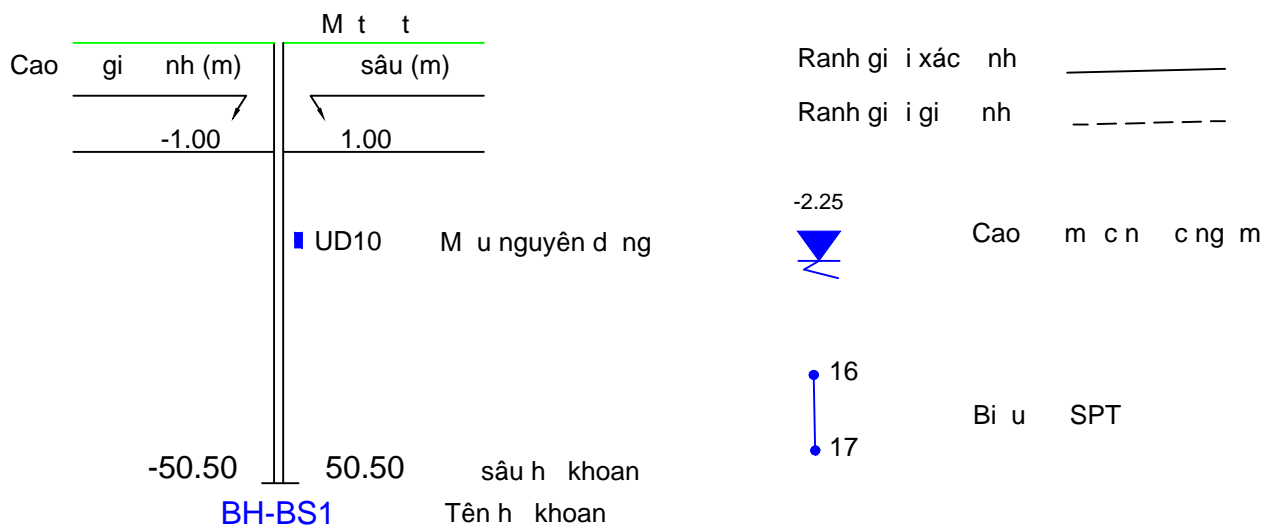 M t t
Cao gi nh (m) sâu (m)
-1.00 1.00
UD10 M u nguyên d ng
-50.50 50.50 sâu h khoan
BH-BS1 Tên h khoan
Ranh gi i xác nh
Ranh gi i gi nh
-2.25
Cao m c n c ng m
16
17
Bi u SPT